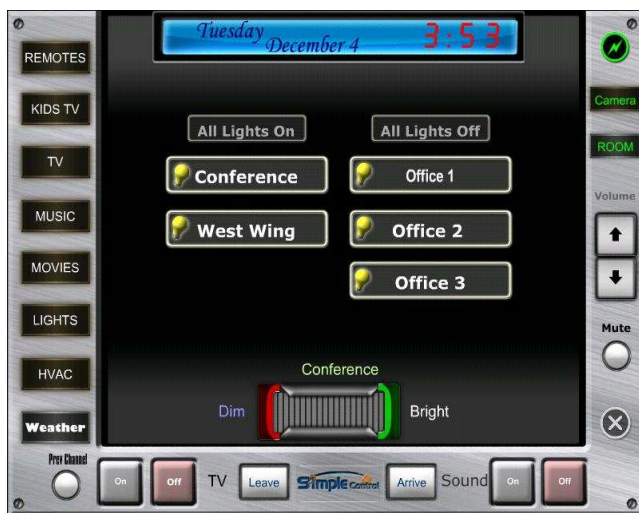 Tuesday
December 4
3:53
REMOTES
KIDS TV
TV
MUSIC
MOVIES
LIGHTS
HVAC
Weather
Prev Channel
All Lights On
All Lights Off
Conference
Office 1
West Wing
Office 2
Office 3
Conference
Dim
Bright
Camera
ROOM
Volume
Mute
On
Off
TV
Leave
Simple Control
Arrive
Sound
On
Off